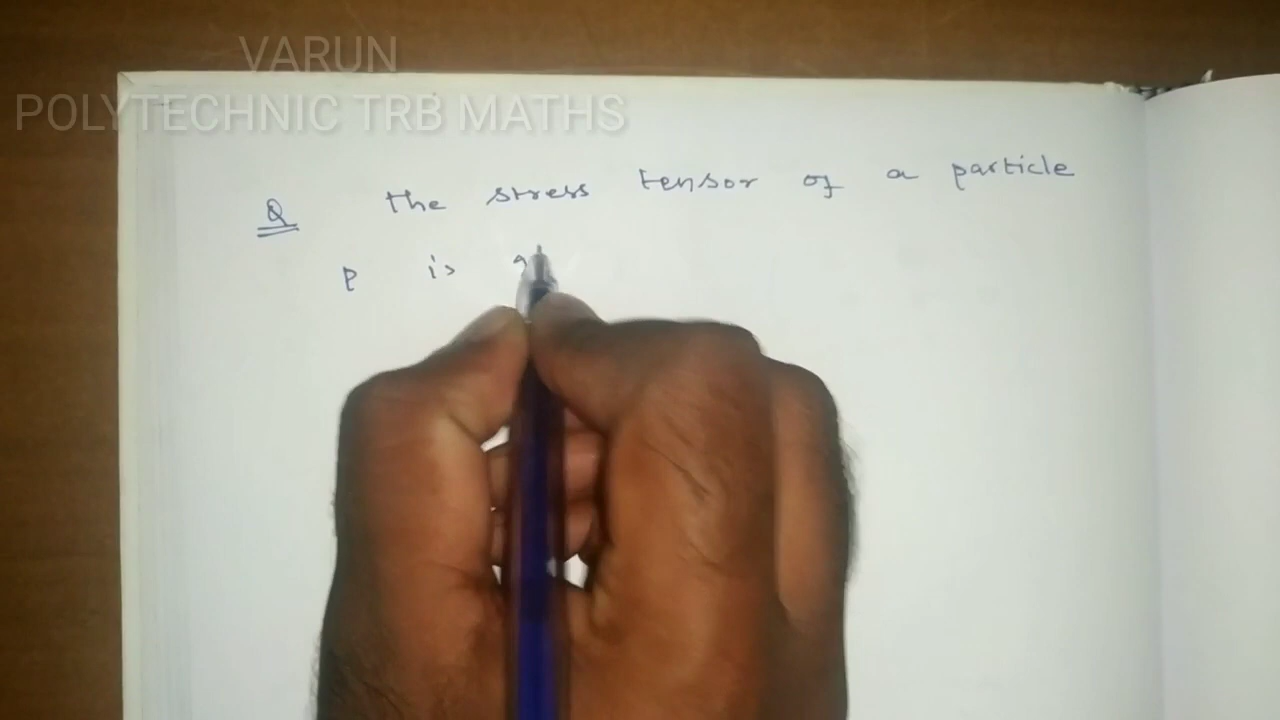 VARUN
POLYTECHNIC TRB MATHS
Q the stress tensor of a particle
P is